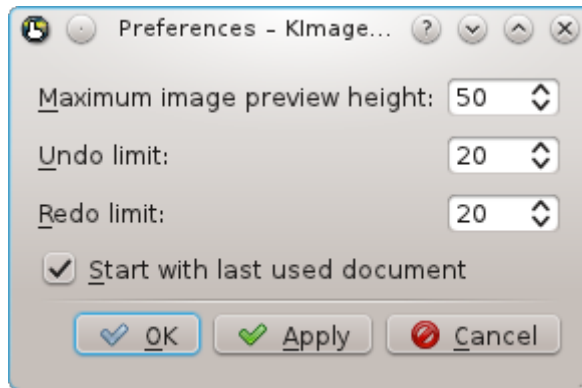 Preferences – KImage...
Maximum image preview height: 50
Undo limit: 20
Redo limit: 20
Start with last used document
OK Apply Cancel